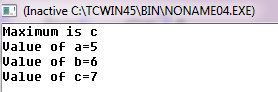 (Inactive C:\TCWIN45\BIN\NONAME04.EXE)
Maximum is c
Value of a=5
Value of b=6
Value of c=7